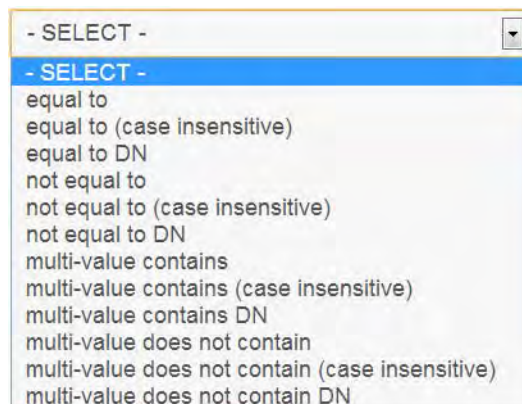 - SELECT -
- SELECT -
equal to
equal to (case insensitive)
equal to DN
not equal to
not equal to (case insensitive)
not equal to DN
multi-value contains
multi-value contains (case insensitive)
multi-value contains DN
multi-value does not contain
multi-value does not contain (case insensitive)
multi-value does not contain DN